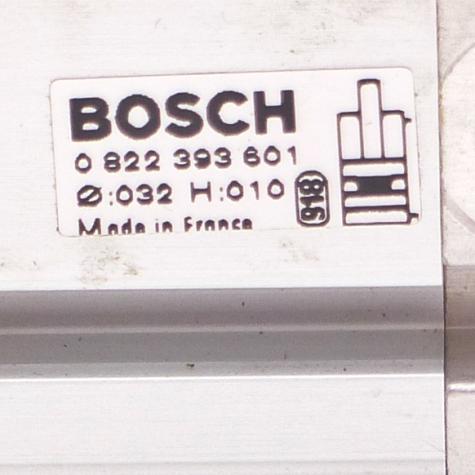 BOSCH
0 822 393 601
Ø:032 H:010
918
Made in France